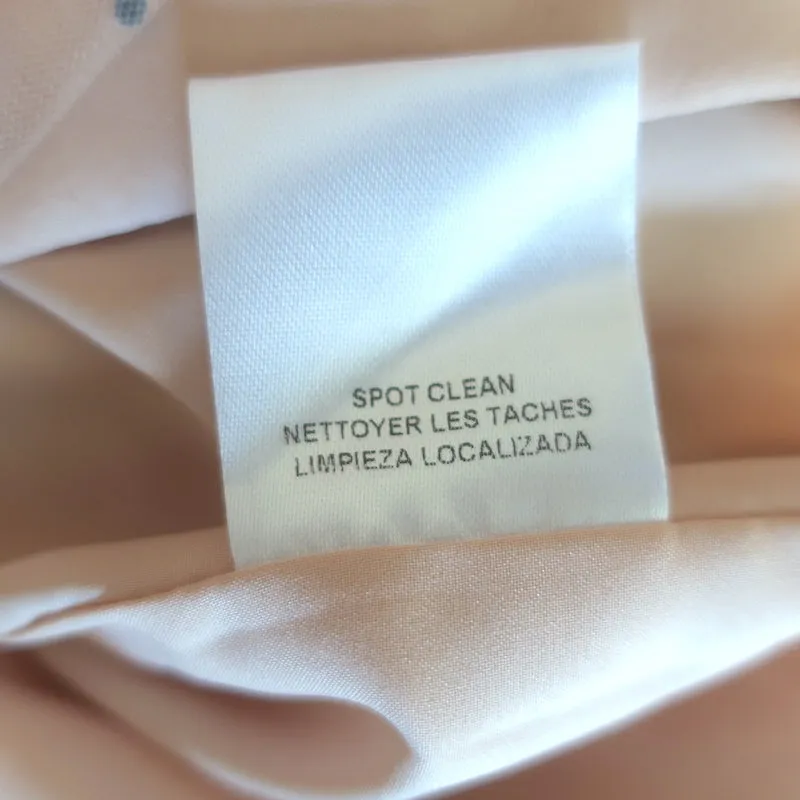 SPOT CLEAN
NETTOYER LES TACHES
LIMPIEZA LOCALIZADA